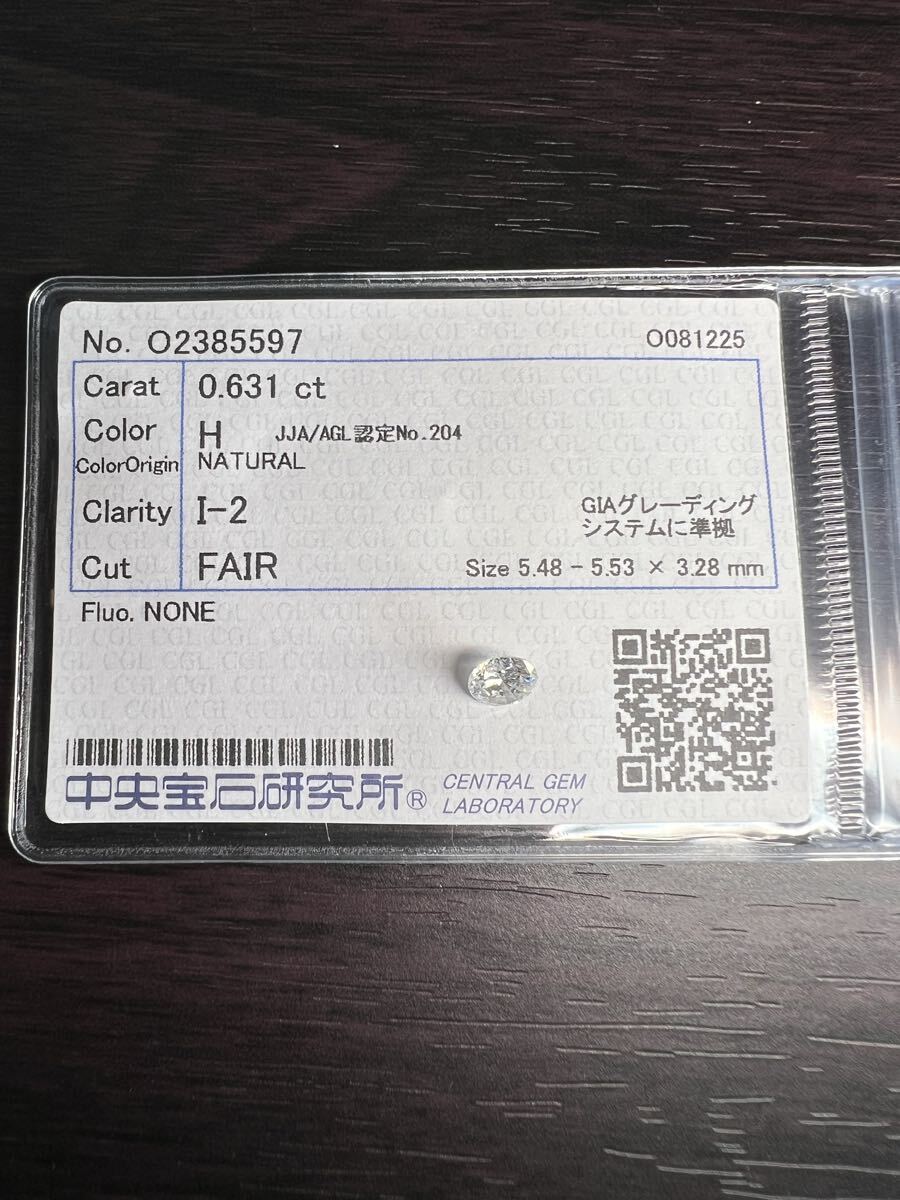 No. O2385597 O081225
Carat 0.631 ct
Color H JJA/AGL認定No.204
ColorOrigin NATURAL
Clarity I-2 GIAグレーディング
システムに準拠
Cut FAIR Size 5.48 - 5.53 × 3.28 mm
Fluo. NONE
中央宝石研究所® CENTRAL GEM
LABORATORY